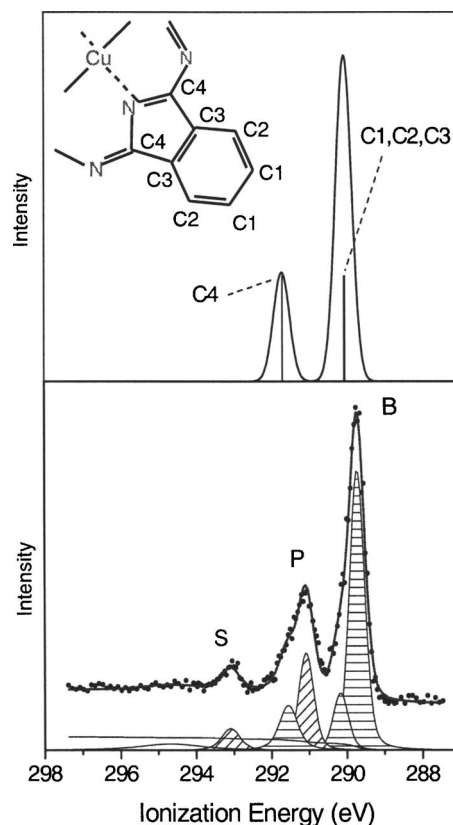 Cu
N
N
C4
C3
C2
C4
C3
C1
N
C2
C1
C1,C2,C3
C4
Intensity
B
P
S
Intensity
298 296 294 292 290 288
Ionization Energy (eV)